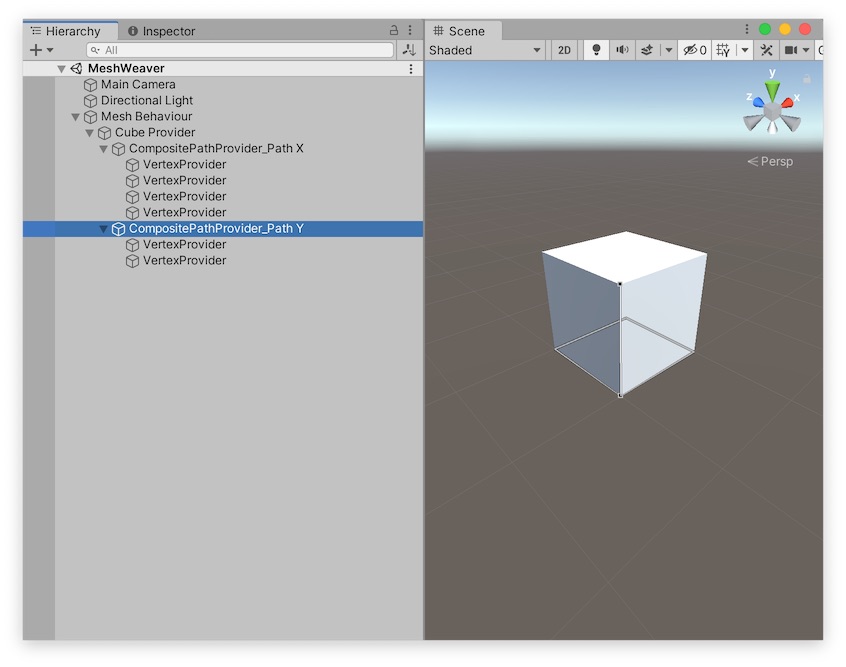 Hierarchy
Inspector
All
MeshWeaver
Main Camera
Directional Light
Mesh Behaviour
Cube Provider
CompositePathProvider_Path X
VertexProvider
VertexProvider
VertexProvider
VertexProvider
CompositePathProvider_Path Y
VertexProvider
VertexProvider
Scene
Shaded
2D
0
y
z
x
Persp